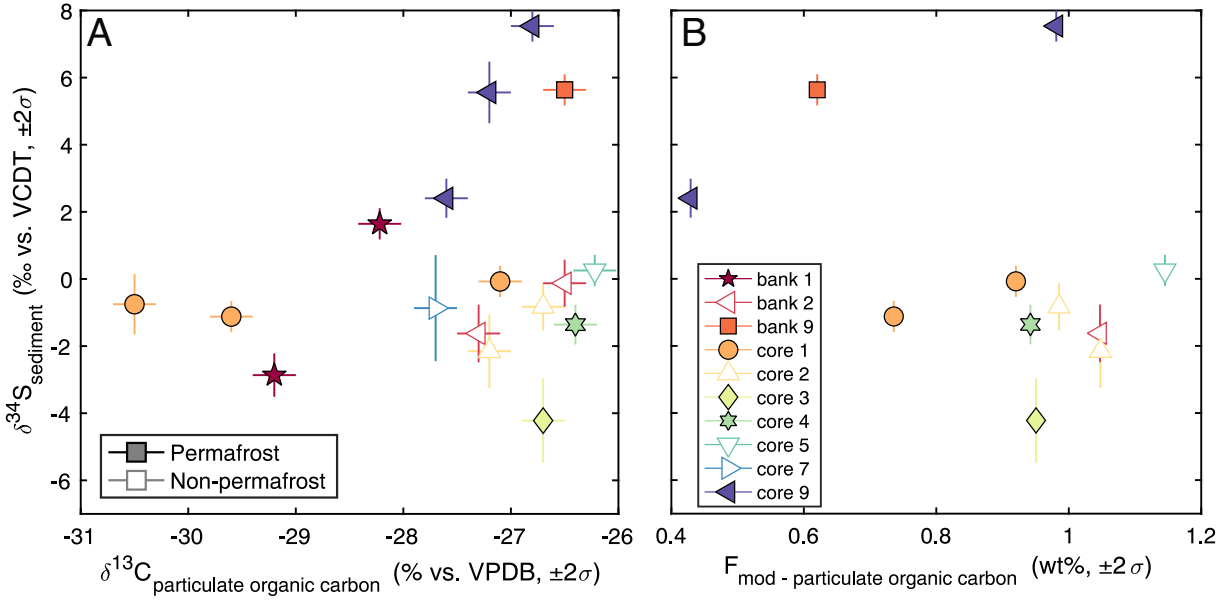 A
8
6
4
2
0
-2
-4
-6
δ34Ssediment (‰ vs. VCDT, ±2σ)
Permafrost
Non-permafrost
-31 -30 -29 -28 -27 -26
δ13Cparticulate organic carbon (% vs. VPDB, ±2σ)
B
bank 1
bank 2
bank 9
core 1
core 2
core 3
core 4
core 5
core 7
core 9
0.4 0.6 0.8 1 1.2
Fmod - particulate organic carbon (wt%, ±2σ)